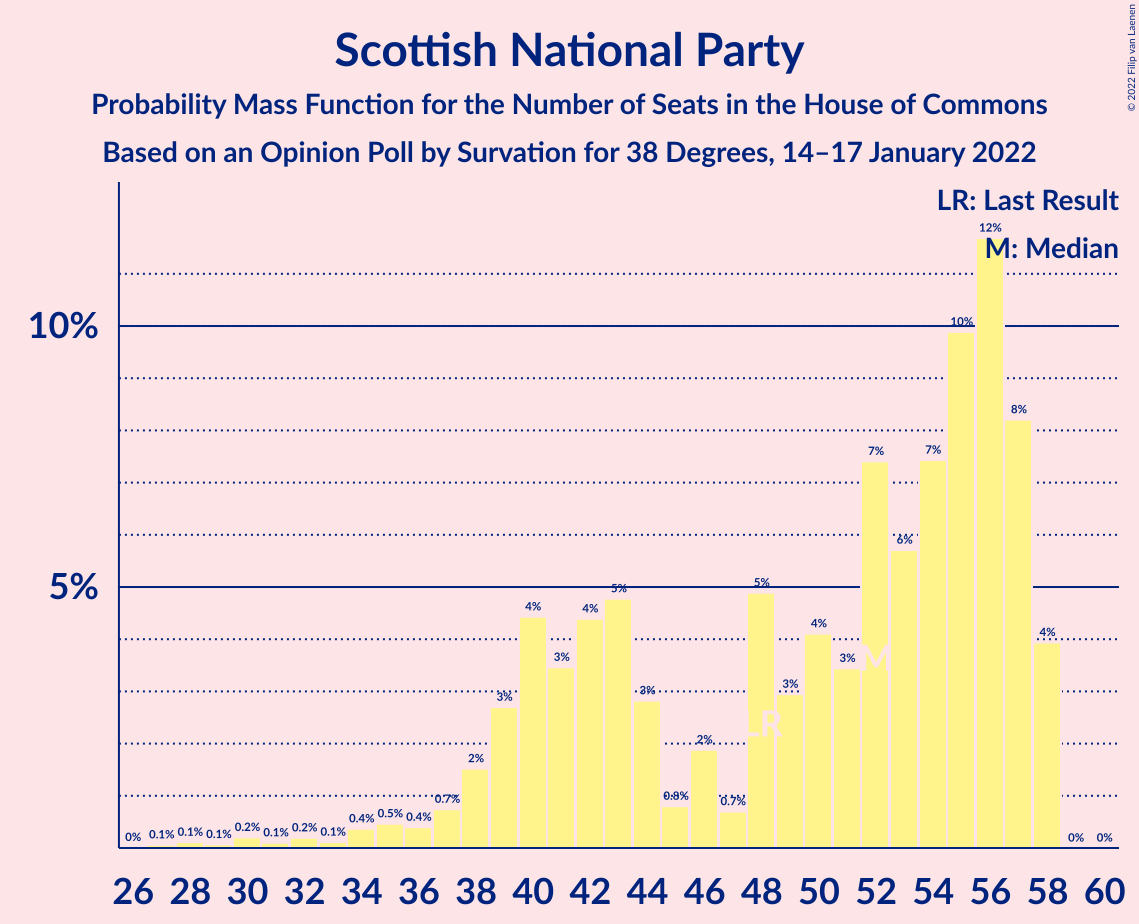 Scottish National Party
Probability Mass Function for the Number of Seats in the House of Commons
Based on an Opinion Poll by Survation for 38 Degrees, 14–17 January 2022
© 2022 Filip van Laenen
LR: Last Result
M: Median
10%
5%
0% 0.1% 0.1% 0.1% 0.2% 0.1% 0.2% 0.1% 0.4% 0.5% 0.4% 0.7% 2% 3% 4% 3% 4% 5% 3% 0.8% 2% 0.7% 5% 3% 4% 3% 7% 6% 7% 10% 12% 8% 4% 0% 0%
LR
M
26 28 30 32 34 36 38 40 42 44 46 48 50 52 54 56 58 60